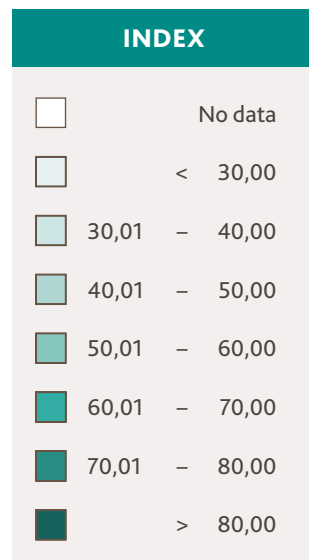 INDEX
No data
< 30,00
30,01 – 40,00
40,01 – 50,00
50,01 – 60,00
60,01 – 70,00
70,01 – 80,00
> 80,00